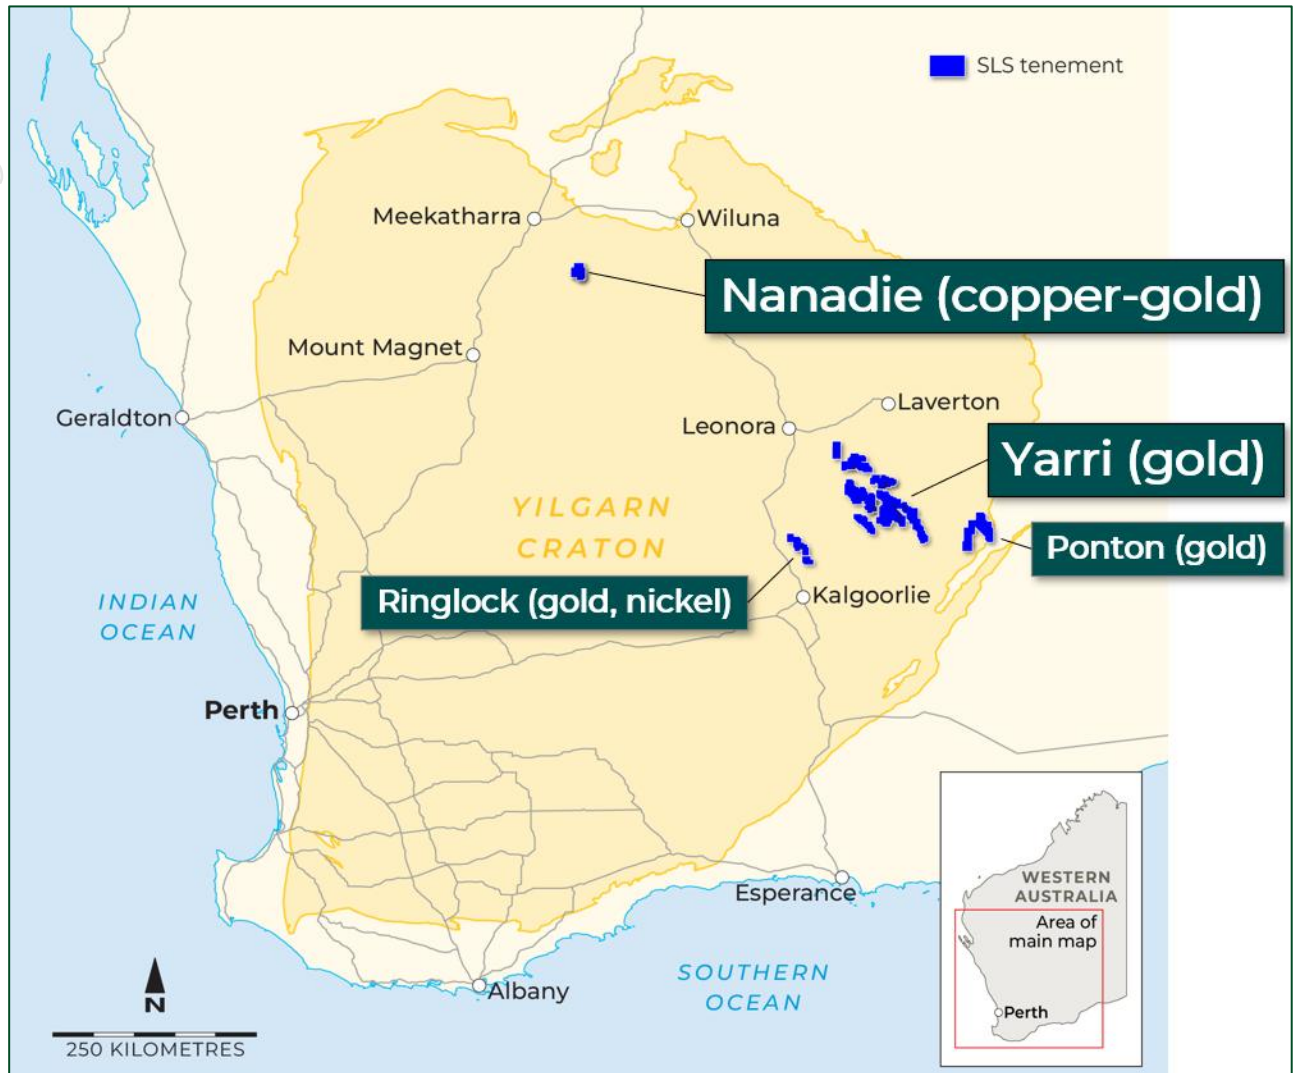 SLS tenement
Meekatharra
Wiluna
Nanadie (copper-gold)
Mount Magnet
Geraldton
Laverton
Leonora
Yarri (gold)
YILGARN
CRATON
Ponton (gold)
Ringlock (gold, nickel)
Kalgoorlie
INDIAN
OCEAN
Perth
Esperance
Albany
SOUTHERN
OCEAN
N
250 KILOMETRES
WESTERN
AUSTRALIA
Area of
main map
Perth